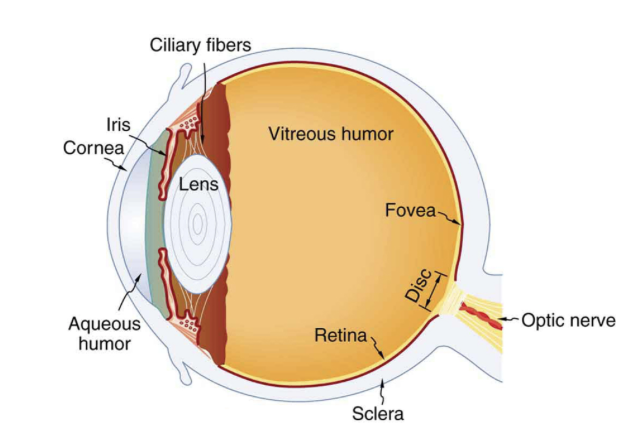 Ciliary fibers
Iris
Cornea
Vitreous humor
Lens
Fovea
Disc
Aqueous
humor
Retina
Optic nerve
Sclera